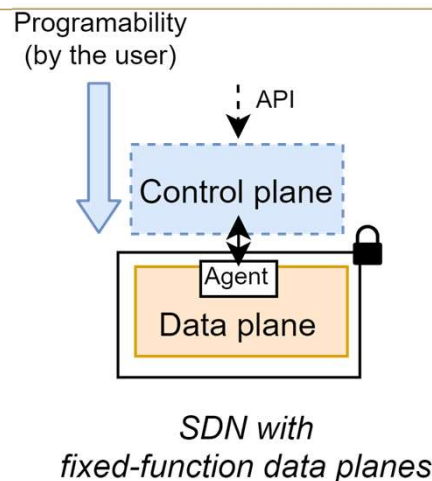 Programability
(by the user)
API
Control plane
Agent
Data plane
SDN with
fixed-function data planes